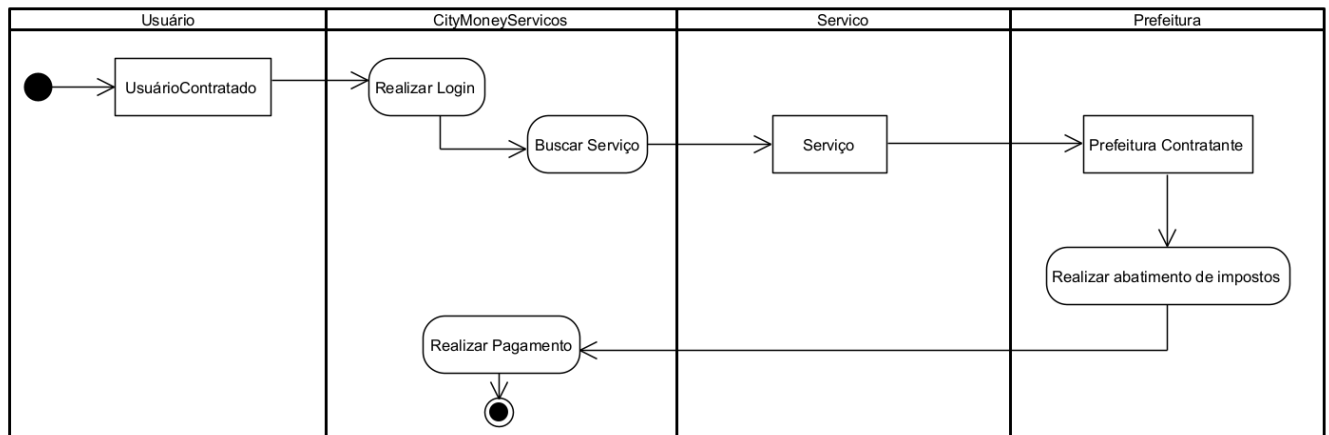 Usuário
CityMoneyServicos
Servico
Prefeitura
UsuárioContratado
Realizar Login
Buscar Serviço
Serviço
Prefeitura Contratante
Realizar abatimento de impostos
Realizar Pagamento